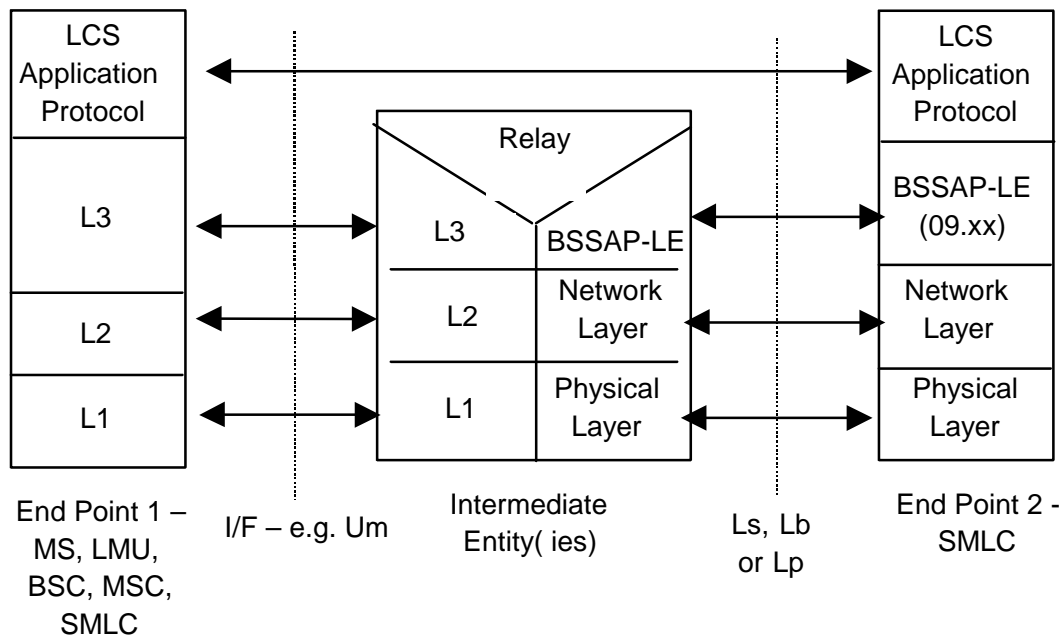 LCS
Application
Protocol
L3
L2
L1
End Point 1 –
MS, LMU,
BSC, MSC,
SMLC
I/F – e.g. Um
Relay
L3
BSSAP-LE
L2
Network
Layer
L1
Physical
Layer
Intermediate
Entity( ies)
Ls, Lb
or Lp
LCS
Application
Protocol
BSSAP-LE
(09.xx)
Network
Layer
Physical
Layer
End Point 2 -
SMLC